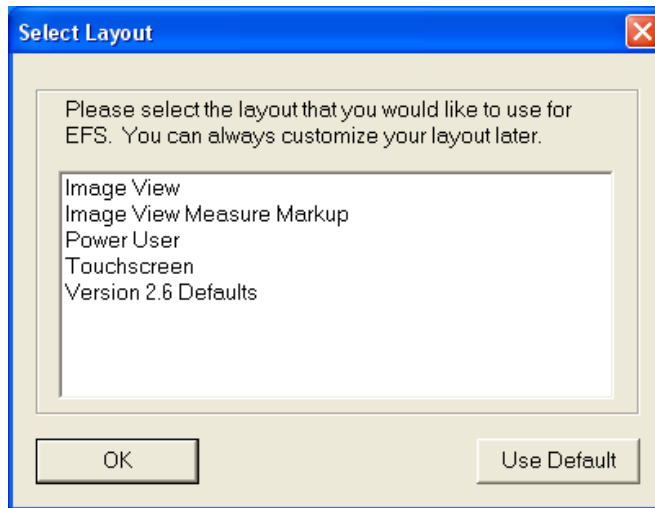 Select Layout
Please select the layout that you would like to use for
EFS. You can always customize your layout later.
Image View
Image View Measure Markup
Power User
Touchscreen
Version 2.6 Defaults
OK
Use Default